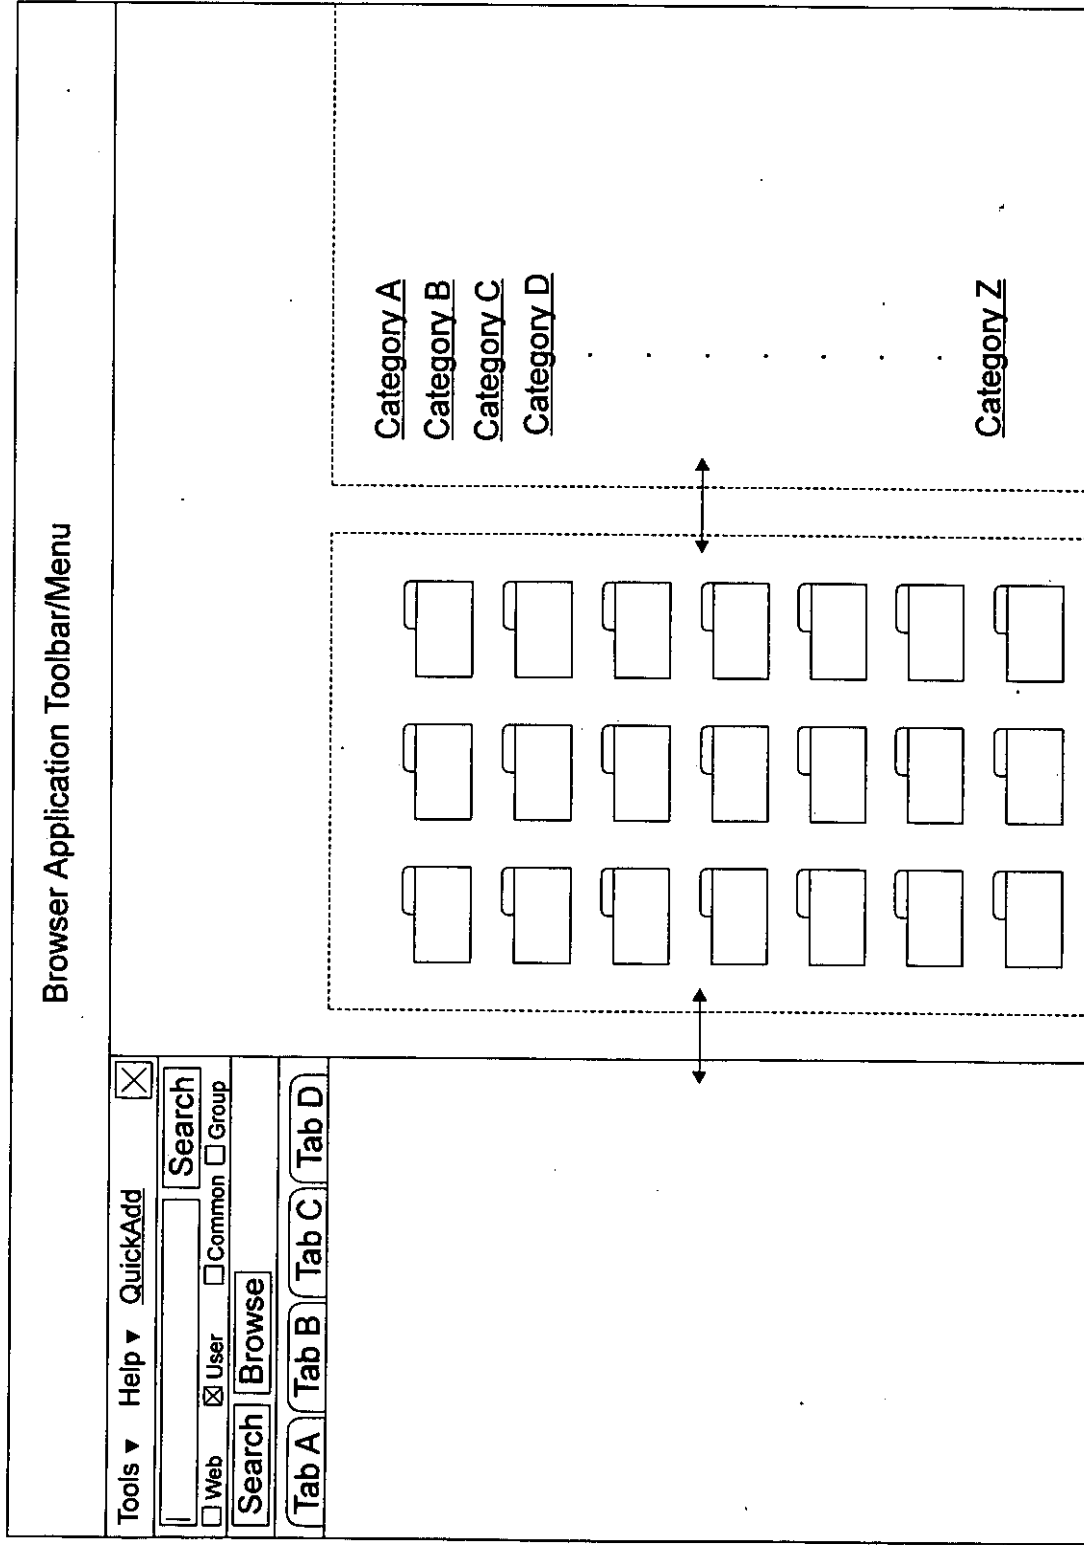 Browser Application Toolbar/Menu
Tools ▼ Help ▼ QuickAdd
Search
Web User Common Group
Search Browse
Tab A Tab B Tab C Tab D
Category A
Category B
Category C
Category D
Category Z